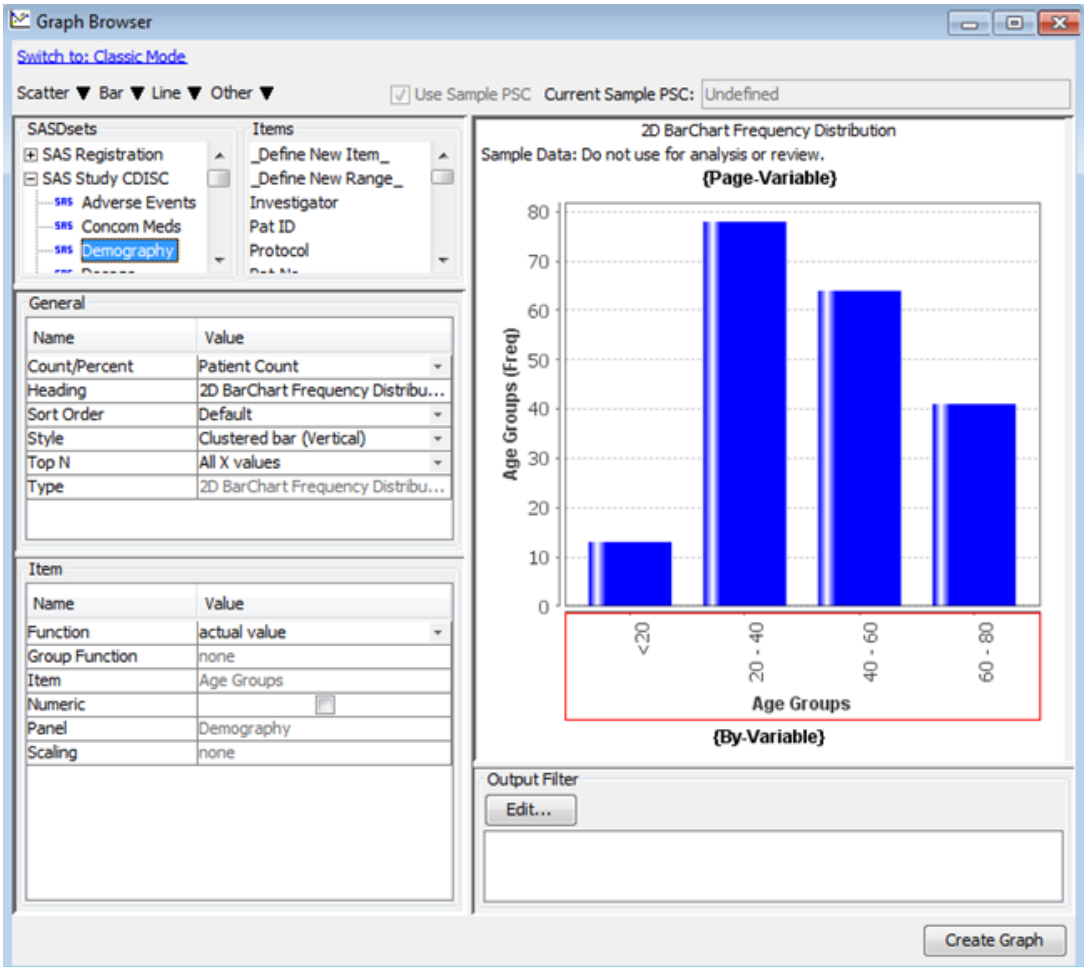 Graph Browser
Switch to: Classic Mode
Scatter ▼ Bar ▼ Line ▼ Other ▼
Use Sample PSC Current Sample PSC: Undefined
SASDsets
SAS Registration
SAS Study CDISC
SAS Adverse Events
SAS Concom Meds
SAS Demography
Items
_Define New Item_
_Define New Range_
Investigator
Pat ID
Protocol
General
Name Value
Count/Percent Patient Count
Heading 2D BarChart Frequency Distribu...
Sort Order Default
Style Clustered bar (Vertical)
Top N All X values
Type 2D BarChart Frequency Distribu...
Item
Name Value
Function actual value
Group Function none
Item Age Groups
Numeric
Panel Demography
Scaling none
2D BarChart Frequency Distribution
Sample Data: Do not use for analysis or review.
{Page-Variable}
Age Groups (Freq)
80
70
60
50
40
30
20
10
0
<20
20 - 40
40 - 60
60 - 80
Age Groups
{By-Variable}
Output Filter
Edit...
Create Graph